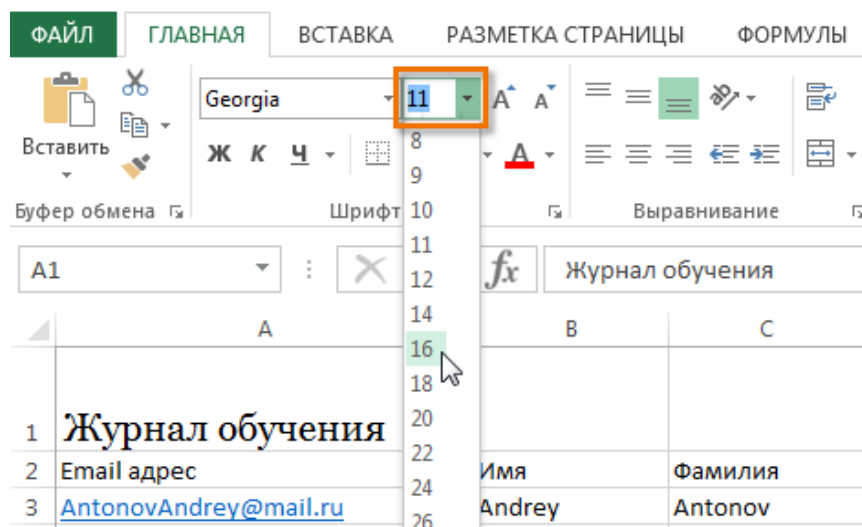 ФАЙЛ ГЛАВНАЯ ВСТАВКА РАЗМЕТКА СТРАНИЦЫ ФОРМУЛЫ
Georgia 11
Вставить
Ж К Ч А
Буфер обмена Шрифт Выравнивание
8
9
10
11
12
14
16
18
20
22
24
26
A1 fx Журнал обучения
A B C
1 Журнал обучения
2 Email адрес Имя Фамилия
3 AntonovAndrey@mail.ru Andrey Antonov